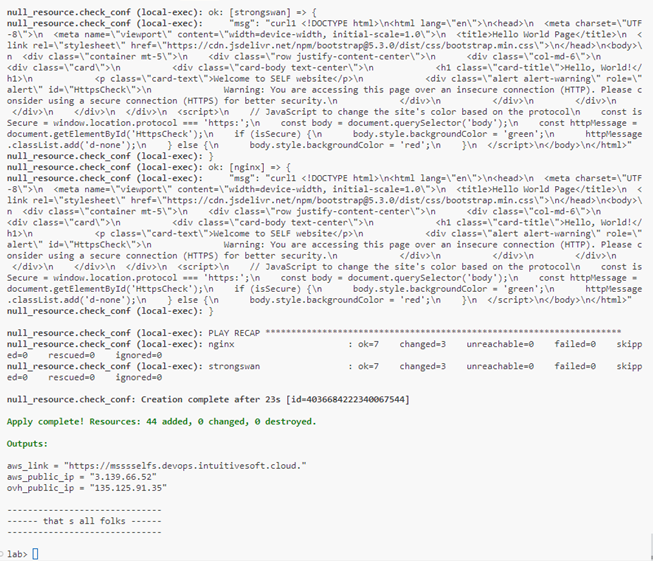 null_resource.check_conf (local-exec): ok: [strongswan] => {
null_resource.check_conf (local-exec):     "msg": "curl <!DOCTYPE html>\n<html lang=\"en\">\n<head>\n  <meta charset=\"UTF
-8\">\n  <meta name=\"viewport\" content=\"width=device-width, initial-scale=1.0\">\n  <title>Hello World Page</title>\n  <
link rel=\"stylesheet\" href=\"https://cdn.jsdelivr.net/npm/bootstrap@5.3.0/dist/css/bootstrap.min.css\">\n</head>\n<body>\
n  <div class=\"container mt-5\">\n    <div class=\"row justify-content-center\">\n      <div class=\"col-md-6\">\n
<div class=\"card\">\n          <div class=\"card-body text-center\">\n            <h1 class=\"card-title\">Hello, World!</
h1>\n            <p class=\"card-text\">Welcome to SELF website</p>\n            <div class=\"alert alert-warning\" role=\"
alert\" id=\"HttpsCheck\">\n              Warning: You are accessing this page over an insecure connection (HTTP). Please c
onsider using a secure connection (HTTPS) for better security.\n            </div>\n          </div>\n        </div>\n
</div>\n    </div>\n  </div>\n  <script>\n    // JavaScript to change the site's color based on the protocol\n    const is
Secure = window.location.protocol === 'https:';\n    const body = document.querySelector('body');\n    const httpMessage =
document.getElementById('HttpsCheck');\n    if (isSecure) {\n      body.style.backgroundColor = 'green';\n      httpMessage
.classList.add('d-none');\n    } else {\n      body.style.backgroundColor = 'red';\n    }\n  </script>\n</body>\n</html>"
null_resource.check_conf (local-exec): }
null_resource.check_conf (local-exec): ok: [nginx] => {
null_resource.check_conf (local-exec):     "msg": "curl <!DOCTYPE html>\n<html lang=\"en\">\n<head>\n  <meta charset=\"UTF
-8\">\n  <meta name=\"viewport\" content=\"width=device-width, initial-scale=1.0\">\n  <title>Hello World Page</title>\n  <
link rel=\"stylesheet\" href=\"https://cdn.jsdelivr.net/npm/bootstrap@5.3.0/dist/css/bootstrap.min.css\">\n</head>\n<body>\
n  <div class=\"container mt-5\">\n    <div class=\"row justify-content-center\">\n      <div class=\"col-md-6\">\n
<div class=\"card\">\n          <div class=\"card-body text-center\">\n            <h1 class=\"card-title\">Hello, World!</
h1>\n            <p class=\"card-text\">Welcome to SELF website</p>\n            <div class=\"alert alert-warning\" role=\"
alert\" id=\"HttpsCheck\">\n              Warning: You are accessing this page over an insecure connection (HTTP). Please c
onsider using a secure connection (HTTPS) for better security.\n            </div>\n          </div>\n        </div>\n
</div>\n    </div>\n  </div>\n  <script>\n    // JavaScript to change the site's color based on the protocol\n    const is
Secure = window.location.protocol === 'https:';\n    const body = document.querySelector('body');\n    const httpMessage =
document.getElementById('HttpsCheck');\n    if (isSecure) {\n      body.style.backgroundColor = 'green';\n      httpMessage
.classList.add('d-none');\n    } else {\n      body.style.backgroundColor = 'red';\n    }\n  </script>\n</body>\n</html>"
null_resource.check_conf (local-exec): }
null_resource.check_conf (local-exec): PLAY RECAP *********************************************************************
null_resource.check_conf (local-exec): nginx                      : ok=7    changed=3    unreachable=0    failed=0    skipp
ed=0    rescued=0    ignored=0
null_resource.check_conf (local-exec): strongswan                 : ok=7    changed=3    unreachable=0    failed=0    skipp
ed=0    rescued=0    ignored=0
null_resource.check_conf: Creation complete after 23s [id=4036684222340067544]
Apply complete! Resources: 44 added, 0 changed, 0 destroyed.
Outputs:
aws_link = "https://msssselfs.devops.intuitivesoft.cloud."
aws_public_ip = "3.139.66.52"
ovh_public_ip = "135.125.91.35"
-----------------------------
------ that s all folks ------
-----------------------------
lab>